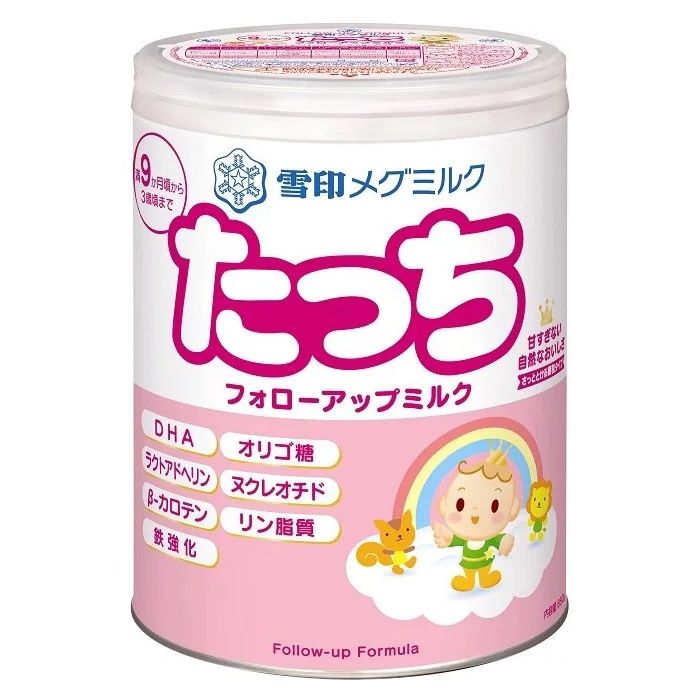 雪印メグミルク
満9か月頃から
3歳頃まで
たっち
甘すぎない
自然なおいしさ
フォローアップミルク
DHA
オリゴ糖
ラクトアドヘリン
ヌクレオチド
β-カロテン
リン脂質
鉄強化
Follow-up Formula